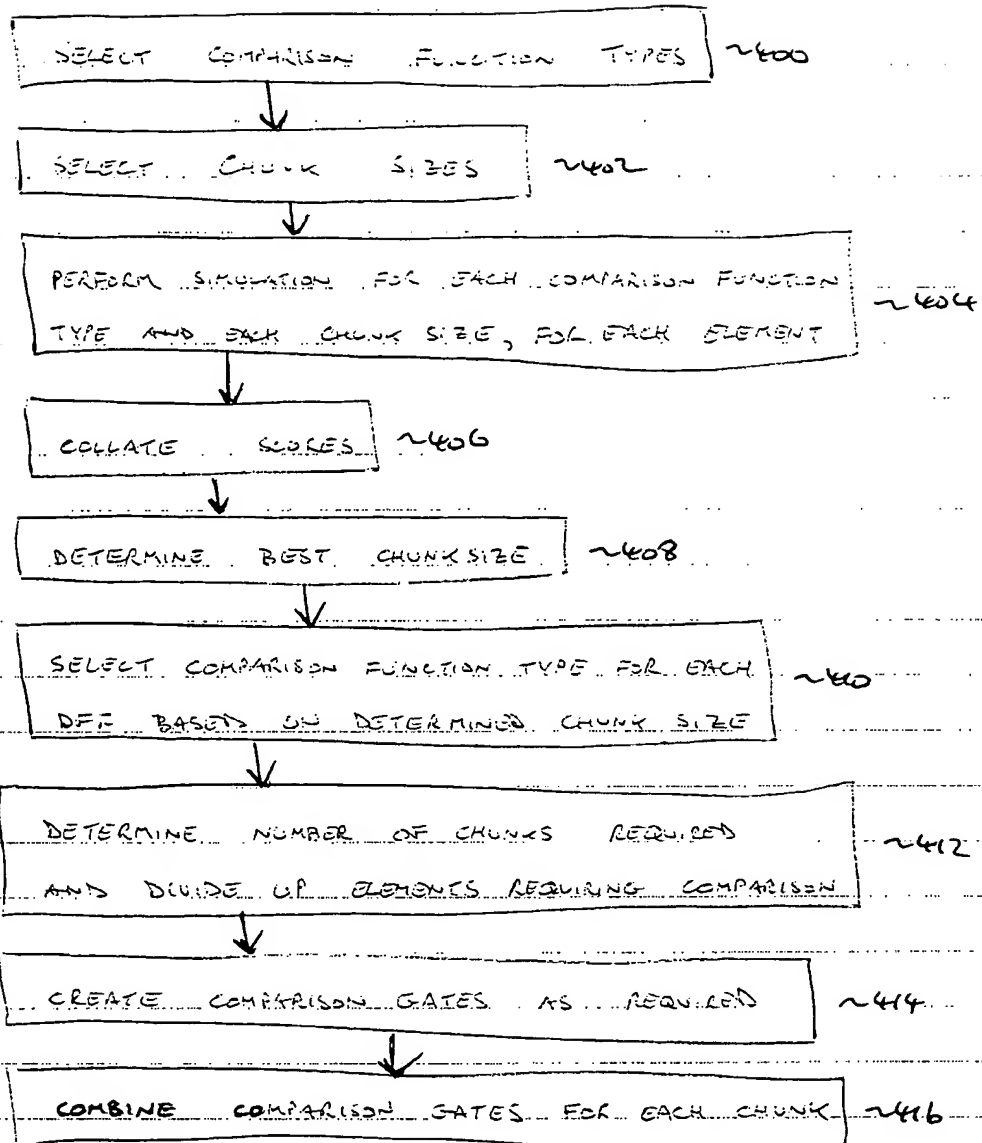 SELECT COMPARISON FUNCTION TYPES ~400
SELECT CHUNK SIZES ~402
PERFORM SIMULATION FOR EACH COMPARISON FUNCTION
TYPE AND EACH CHUNK SIZE, FOR EACH ELEMENT ~404
COLLATE SCORES ~406
DETERMINE BEST CHUNKSIZE ~408
SELECT COMPARISON FUNCTION TYPE FOR EACH
DFF BASED ON DETERMINED CHUNK SIZE ~410
DETERMINE NUMBER OF CHUNKS REQUIRED
AND DIVIDE UP ELEMENTS REQUIRING COMPARISON ~412
CREATE COMPARISON GATES AS REQUIRED ~414
COMBINE COMPARISON GATES FOR EACH CHUNK ~416